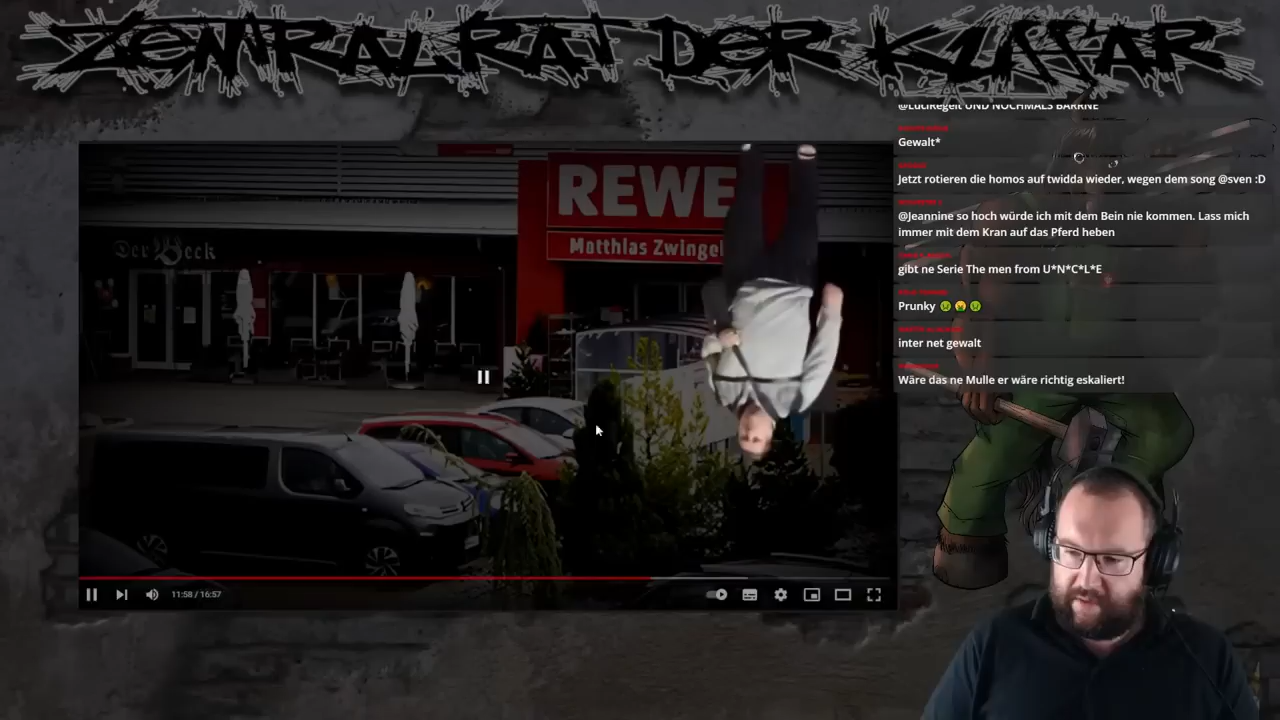 ZENTRALRAT DER KUFFAR
@LuciRegelt UND NOCHMALS BARRNE
Gewalt*
Jetzt rotieren die homos auf twidda wieder, wegen dem song @sven :D
@Jeannine so hoch würde ich mit dem Bein nie kommen. Lass mich
immer mit dem Kran auf das Pferd heben
gibt ne Serie The men from U*N*C*L*E
Prunky 🤢🤮🤢
inter net gewalt
Wäre das ne Mulle er wäre richtig eskaliert!
REWE
Matthias Zwingel
Der Beck
11:58 / 16:57